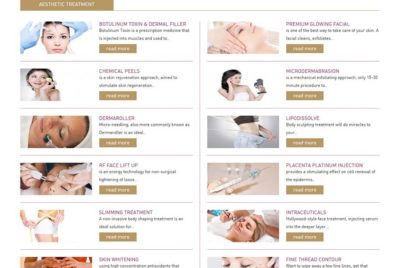 AESTHETIC TREATMENT
BOTULINUM TOXIN & DERMAL FILLER
Botulinum Toxin is a prescription medicine that
is injected into muscles and used to..
read more
PREMIUM GLOWING FACIAL
is one of the best way to take care of your skin. A
facial cleans, exfoliates..
read more
CHEMICAL PEELS
is a skin rejuvenation approach, aimed to
stimulate skin regeneration..
read more
MICRODERMABRASION
is a mechanical exfoliating approach, only 15-30
minute procedure to..
read more
DERMAROLLER
Micro-needling, also more commonly known as
Dermaroller is an ideal..
read more
LIPODISSOLVE
Body sculpting treatment will do miracles to
your..
read more
RF FACE LIFT UP
is an energy technology for non-surgical
tightening of loose..
read more
PLACENTA PLATINUM INJECTION
provides a stimulating effect on cell renewal of the
epidermis..
read more
SLIMMING TREATMENT
A non-invasive body shaping treatment is an
ideal solution for..
read more
INTRACEUTICALS
Hollywood-style face treatment, injecting serum
into the deeper layer ..
read more
SKIN WHITENING
using high concentration antioxidants that
FINE THREAD CONTOUR
Want to wipe away a few fine lines, get that